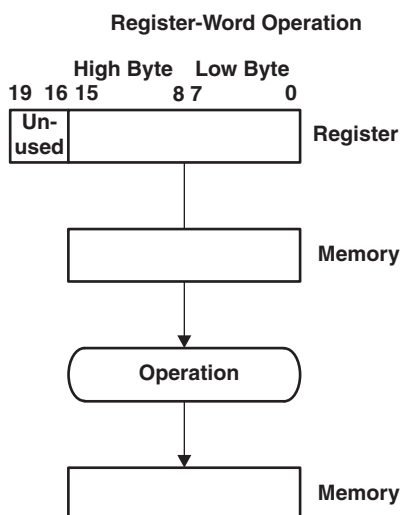 Register-Word Operation
High Byte Low Byte
19 16 15 8 7 0
Un-
used
Register
Memory
Operation
Memory